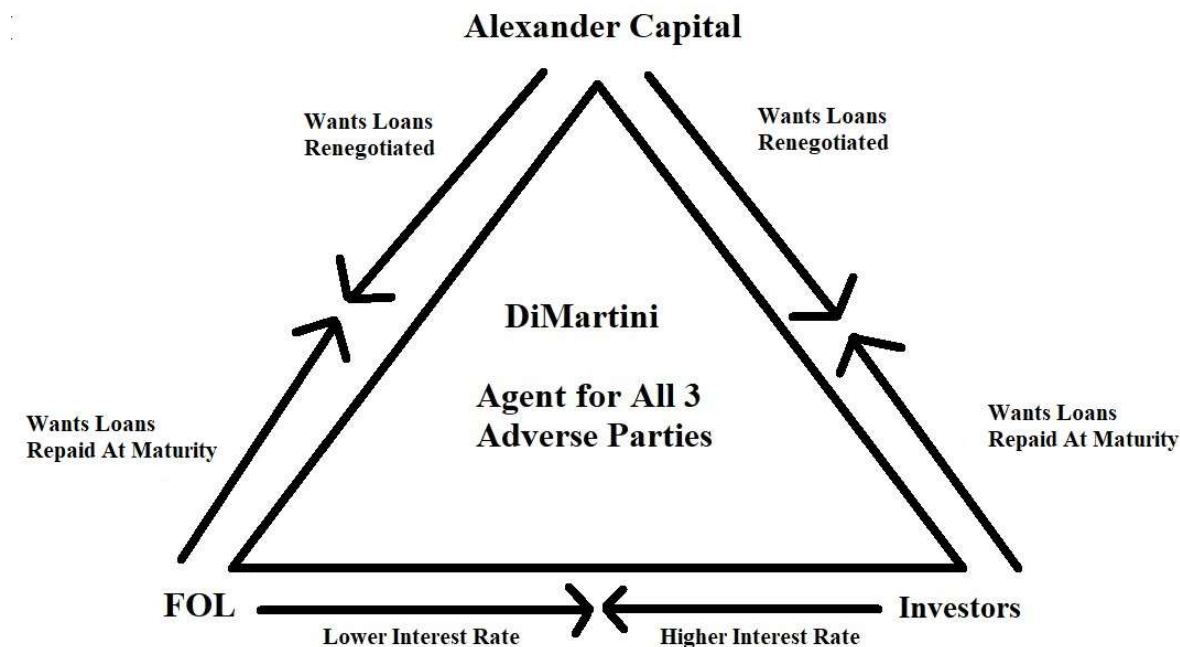 Alexander Capital
Wants Loans
Renegotiated
Wants Loans
Renegotiated
DiMartini
Agent for All 3
Adverse Parties
Wants Loans
Repaid At Maturity
Wants Loans
Repaid At Maturity
FOL
Investors
Lower Interest Rate
Higher Interest Rate